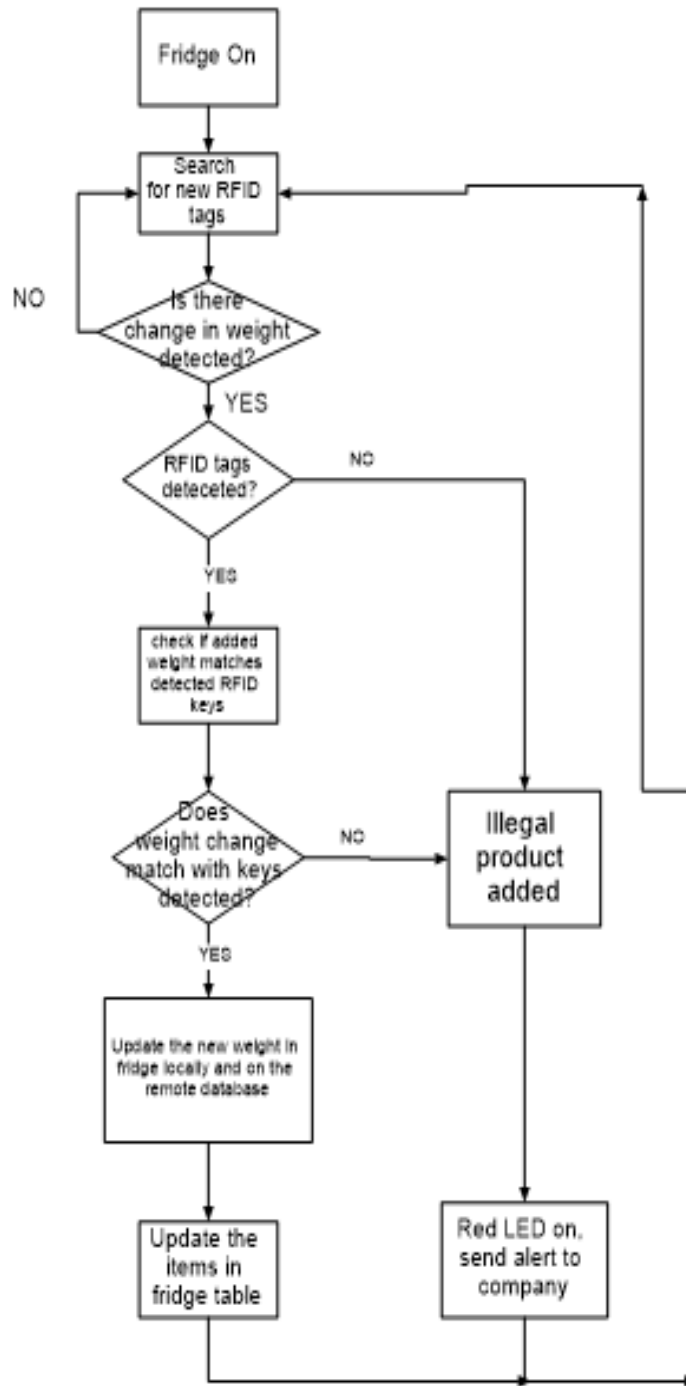 Fridge On
Search
for new RFID
tags
NO
Is there
change in weight
detected?
YES
RFID tags
deteceted?
NO
YES
check if added
weight matches
detected RFID
keys
Does
weight change
match with keys
detected?
NO
Illegal
product
added
YES
Update the new weight in
fridge locally and on the
remote database
Update the
items in
fridge table
Red LED on,
send alert to
company